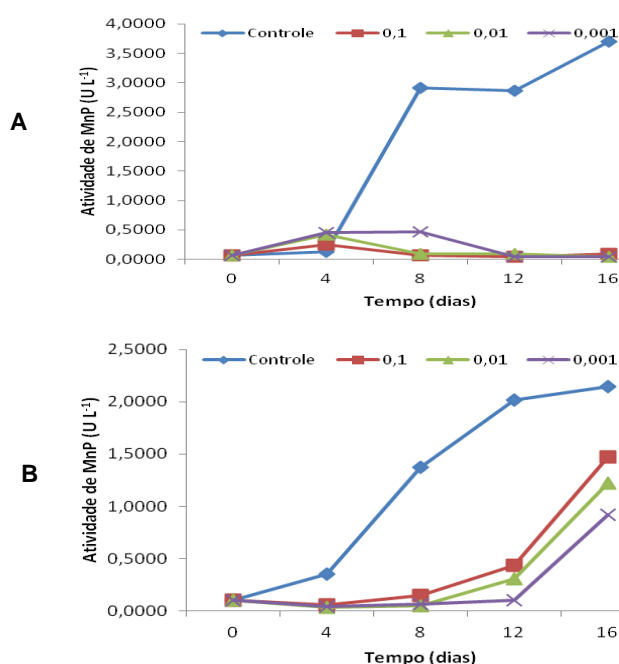 A
Atividade de MnP (U L-1)
4,0000
3,5000
3,0000
2,5000
2,0000
1,5000
1,0000
0,5000
0,0000
Controle 0,1 0,01 0,001
0 4 8 12 16
Tempo (dias)
B
Atividade de MnP (U L-1)
2,5000
2,0000
1,5000
1,0000
0,5000
0,0000
Controle 0,1 0,01 0,001
0 4 8 12 16
Tempo (dias)